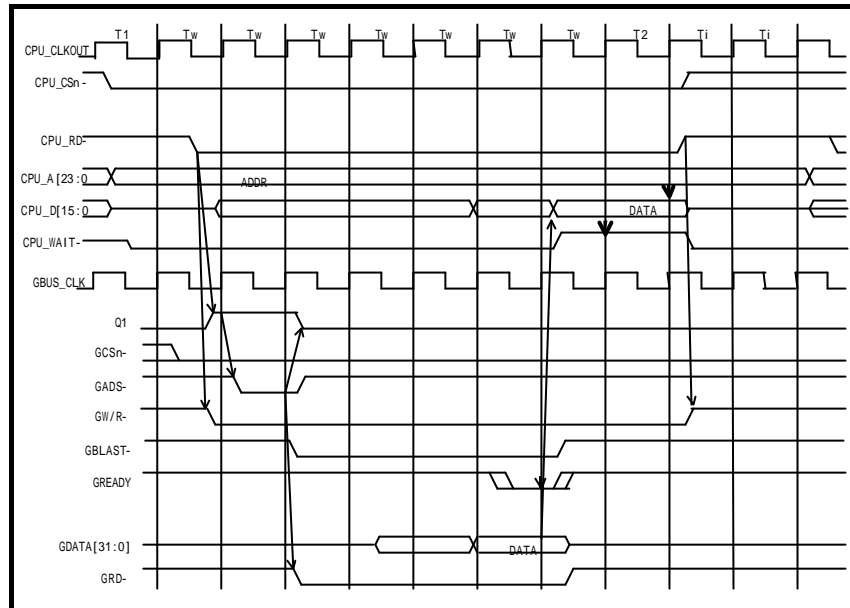 T1 Tw Tw Tw Tw Tw Tw Tw T2 Ti Ti
CPU_CLKOUT
CPU_CSn-
CPU_RD-
CPU_A[23:0
ADDR
CPU_D[15:0
DATA
CPU_WAIT-
GBUS_CLK
Q1
GCSn-
GADS-
GW/R-
GBLAST-
GREADY
GDATA[31:0]
DATA
GRD-